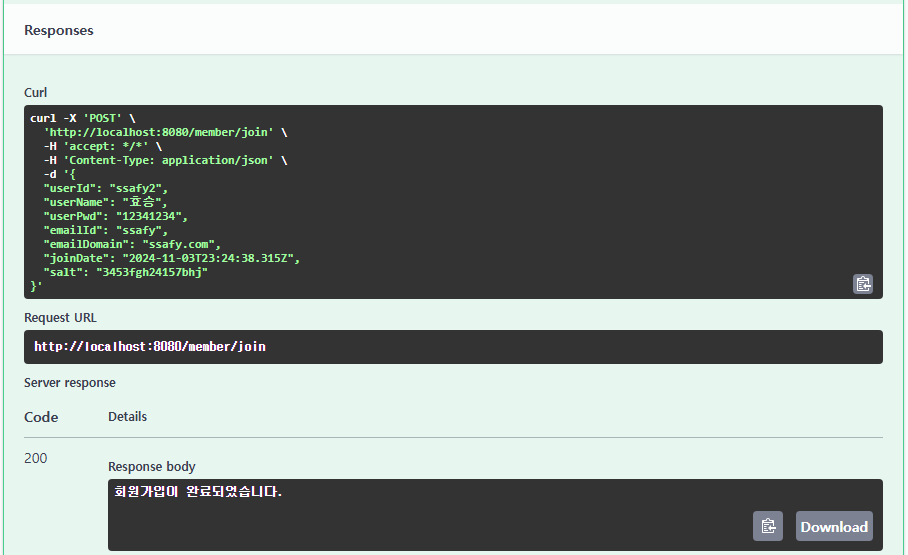 Responses
Curl
curl -X 'POST' \
  'http://localhost:8080/member/join' \
  -H 'accept: */*' \
  -H 'Content-Type: application/json' \
  -d '{
  "userId": "ssafy2",
  "userName": "효승",
  "userPwd": "12341234",
  "emailId": "ssafy",
  "emailDomain": "ssafy.com",
  "joinDate": "2024-11-03T23:24:38.315Z",
  "salt": "3453fgh24157bhj"
}'
Request URL
http://localhost:8080/member/join
Server response
Code Details
200
Response body
회원가입이 완료되었습니다.
Download